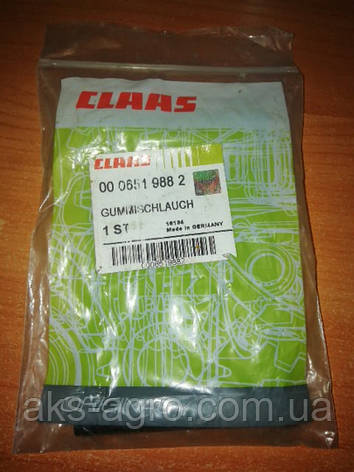 CLAAS
CLAAS
00 0651 988 2
GUMMISCHLAUCH
1 ST
16184
Made in GERMANY
aks-agro.com.ua